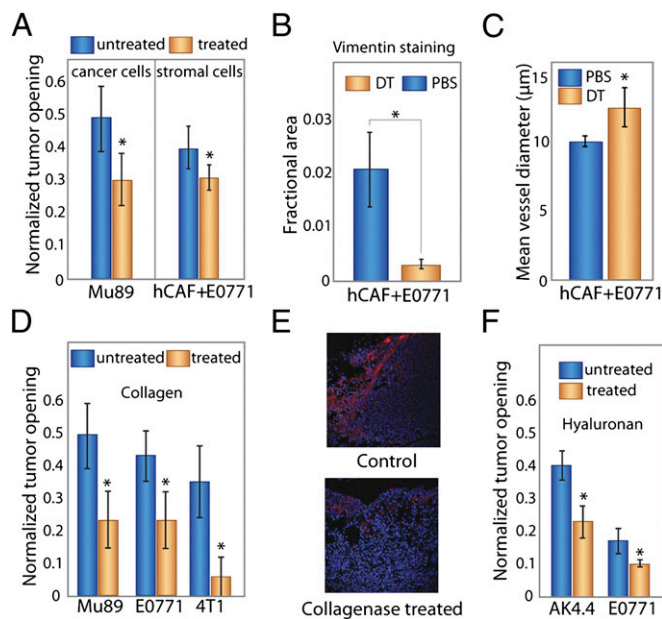 A
untreated treated
Normalized tumor opening
cancer cells stromal cells
0.6
0.5
0.4
0.3
0.2
0.1
0
*
*
Mu89 hCAF+E0771
B
Vimentin staining
DT PBS
Fractional area
0.03
0.02
0.01
0.00
*
hCAF+E0771
C
PBS
DT
Mean vessel diameter (μm)
15
10
5
0
*
hCAF+E0771
D
untreated treated
Collagen
Normalized tumor opening
0.6
0.5
0.4
0.3
0.2
0.1
0
*
*
*
Mu89 E0771 4T1
E
Control
Collagenase treated
F
untreated
treated
Hyaluronan
Normalized tumor opening
0.6
0.5
0.4
0.3
0.2
0.1
0
*
*
AK4.4 E0771